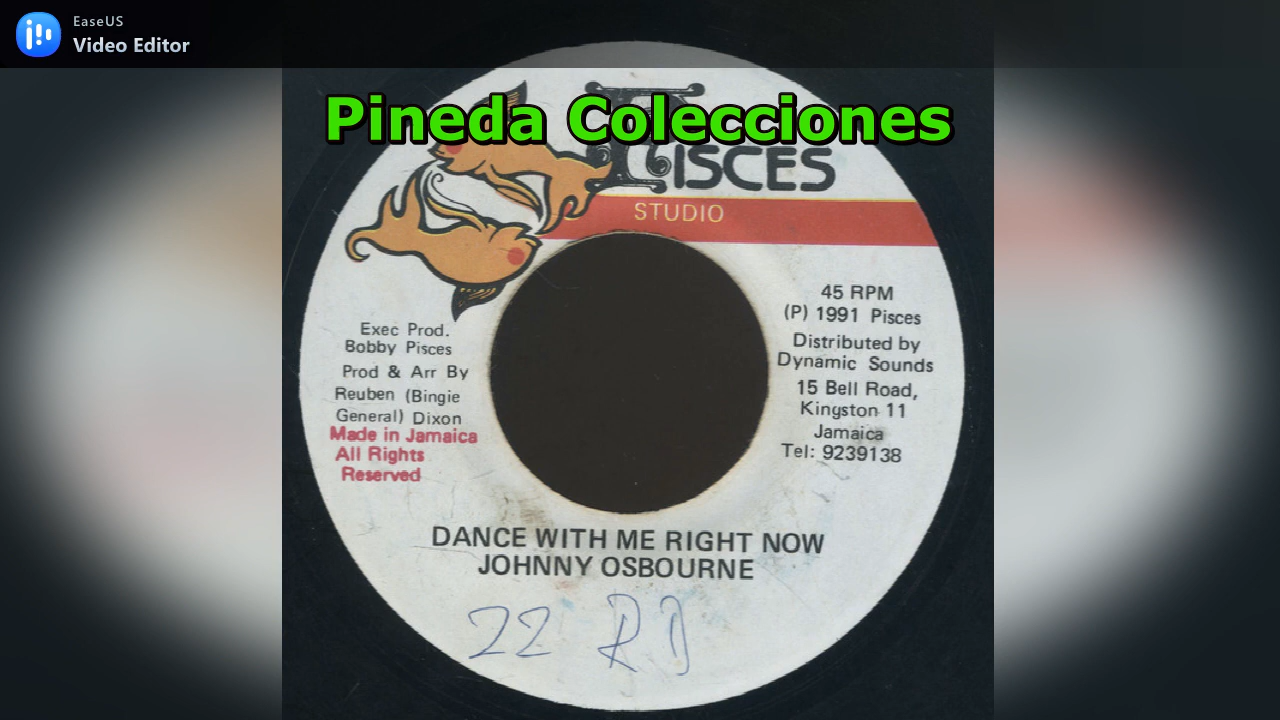 EaseUS
Video Editor
Pineda Colecciones
PISCES
STUDIO
45 RPM
(P) 1991 Pisces
Distributed by
Dynamic Sounds
15 Bell Road,
Kingston 11
Jamaica
Tel: 9239138
Exec Prod.
Bobby Pisces
Prod & Arr By
Reuben (Bingie
General) Dixon
Made in Jamaica
All Rights
Reserved
DANCE WITH ME RIGHT NOW
JOHNNY OSBOURNE
22 RD